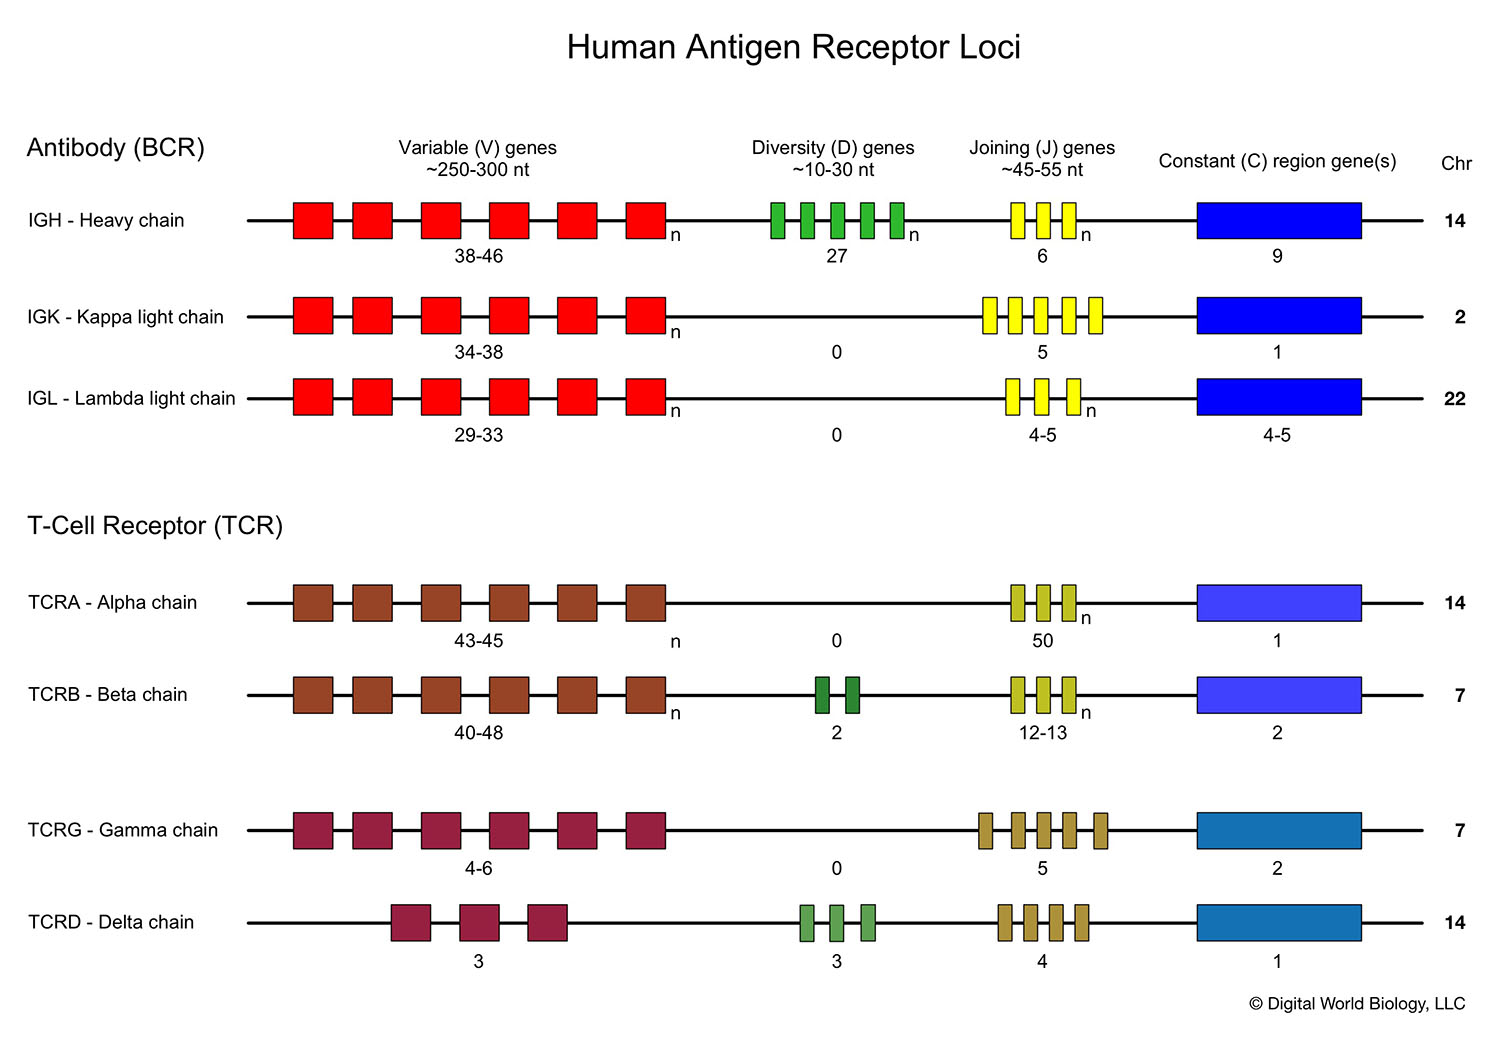 Human Antigen Receptor Loci
Antibody (BCR)
Variable (V) genes
~250-300 nt
Diversity (D) genes
~10-30 nt
Joining (J) genes
~45-55 nt
Constant (C) region gene(s)
Chr
IGH - Heavy chain
n
n
n
14
38-46
27
6
9
IGK - Kappa light chain
n
2
34-38
0
5
1
IGL - Lambda light chain
n
n
22
29-33
0
4-5
4-5
T-Cell Receptor (TCR)
TCRA - Alpha chain
n
14
43-45
n
0
50
1
TCRB - Beta chain
n
n
7
40-48
2
12-13
2
TCRG - Gamma chain
7
4-6
0
5
2
TCRD - Delta chain
14
3
3
4
1
© Digital World Biology, LLC